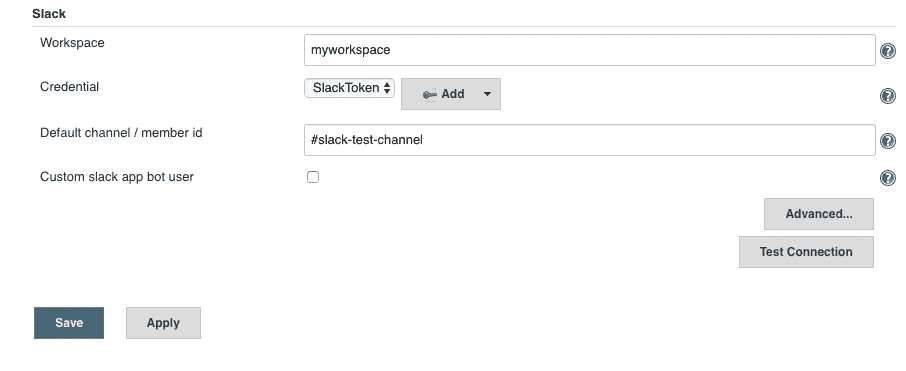 Slack
Workspace
myworkspace
Credential
SlackToken
Add
Default channel / member id
#slack-test-channel
Custom slack app bot user
Advanced...
Test Connection
Save
Apply